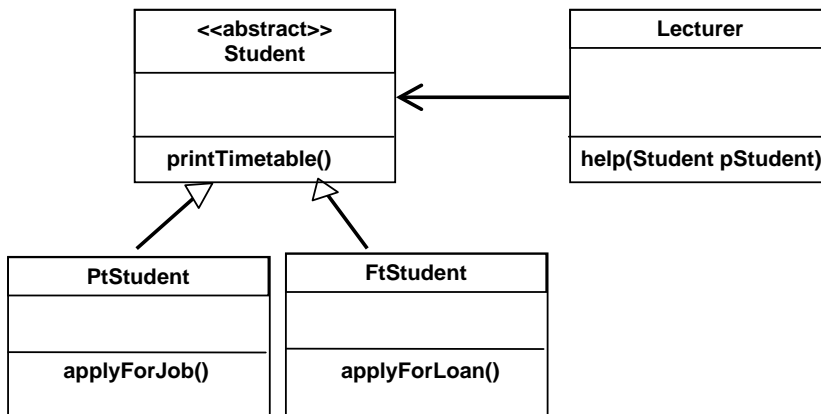 <<abstract>>
Student
printTimetable()
Lecturer
help(Student pStudent)
PtStudent
applyForJob()
FtStudent
applyForLoan()